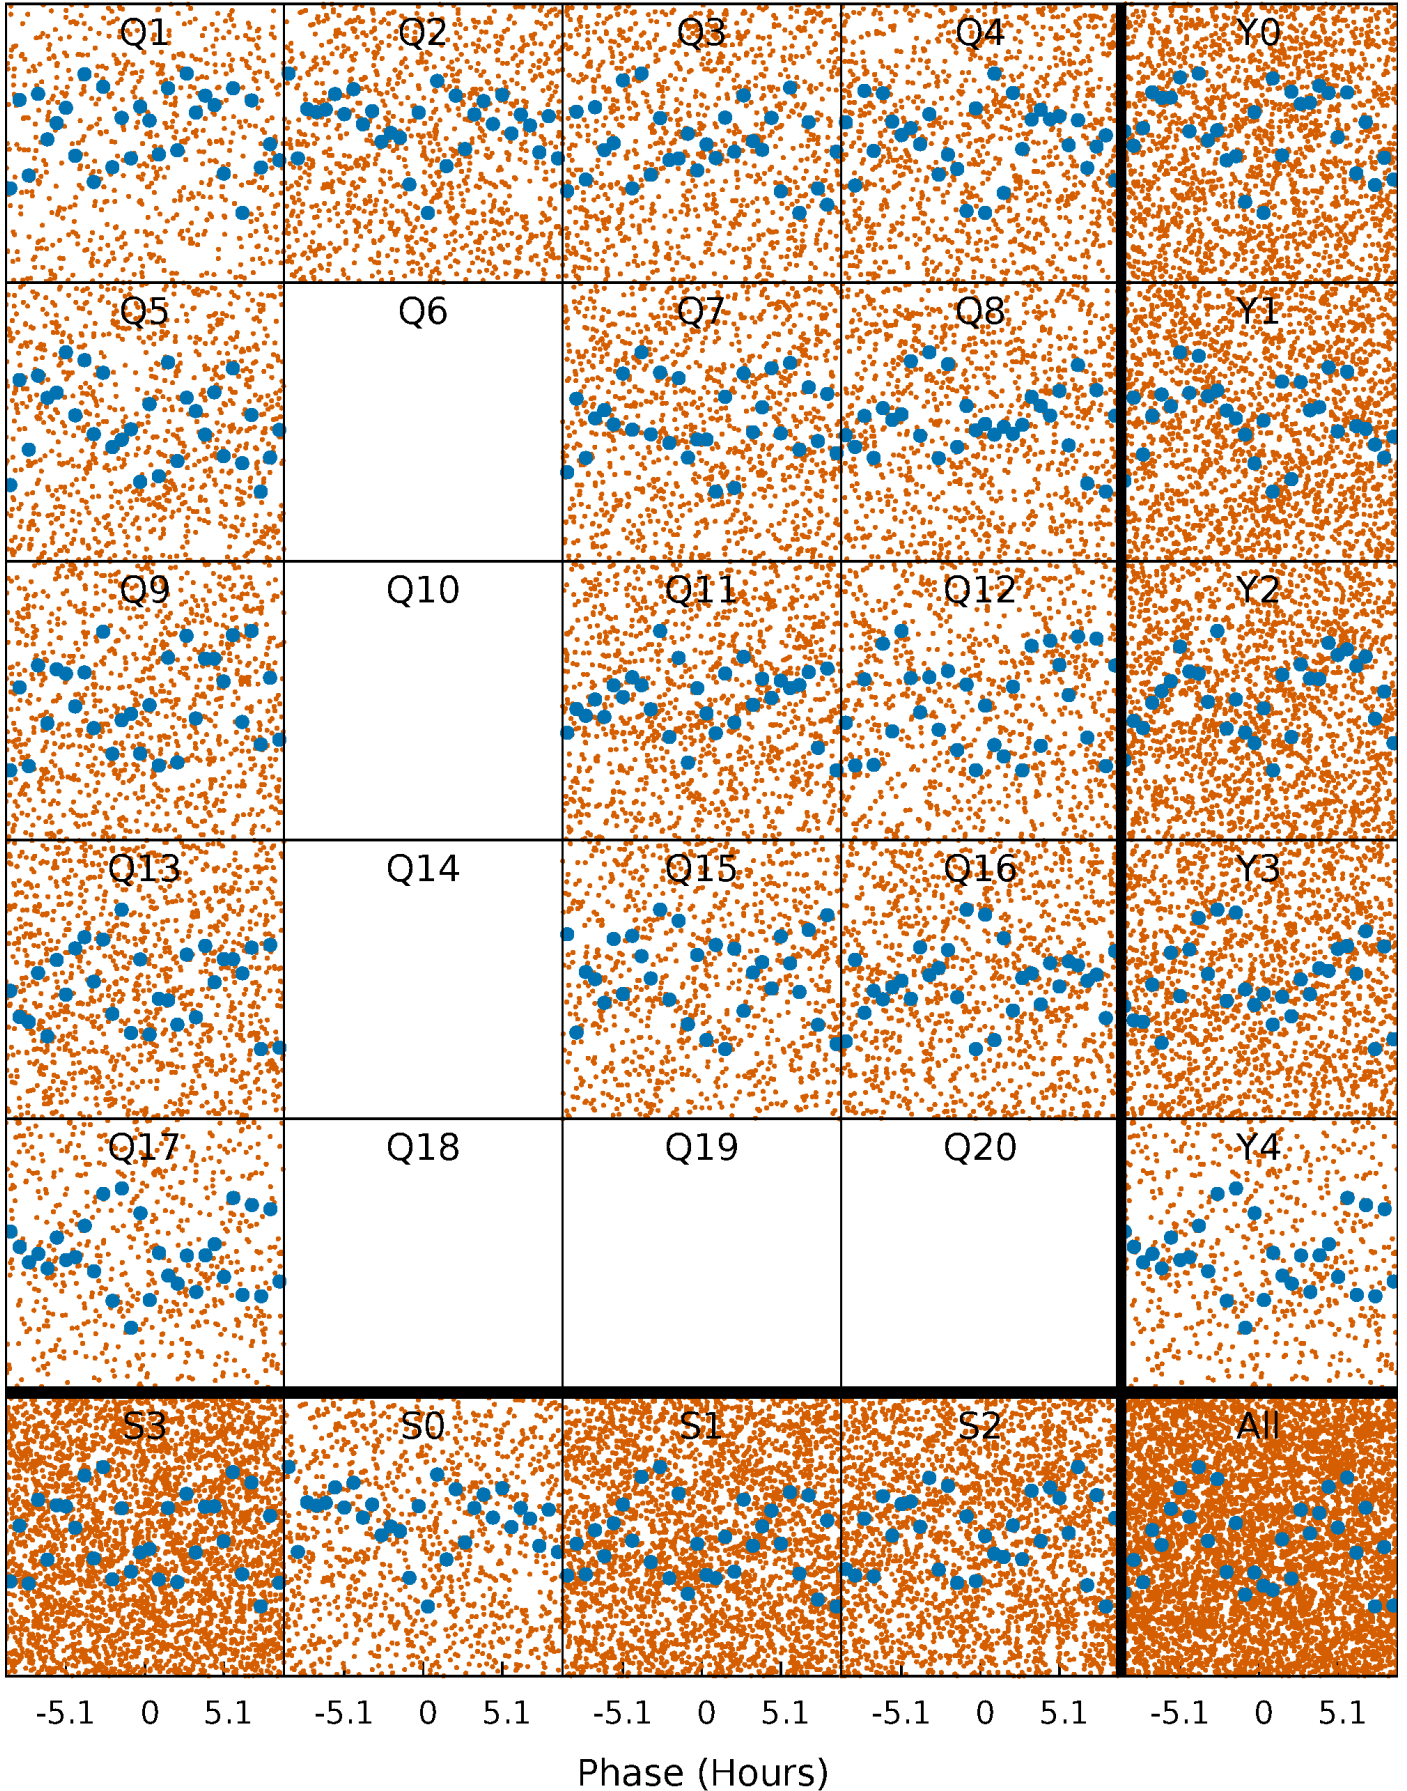 Q1 Q2 Q3 Q4 Y0
Q5 Q6 Q7 Q8 Y1
Q9 Q10 Q11 Q12 Y2
Q13 Q14 Q15 Q16 Y3
Q17 Q18 Q19 Q20 Y4
S3 S0 S1 S2 All
-5.1 0 5.1 -5.1 0 5.1 -5.1 0 5.1 -5.1 0 5.1 -5.1 0 5.1
Phase (Hours)